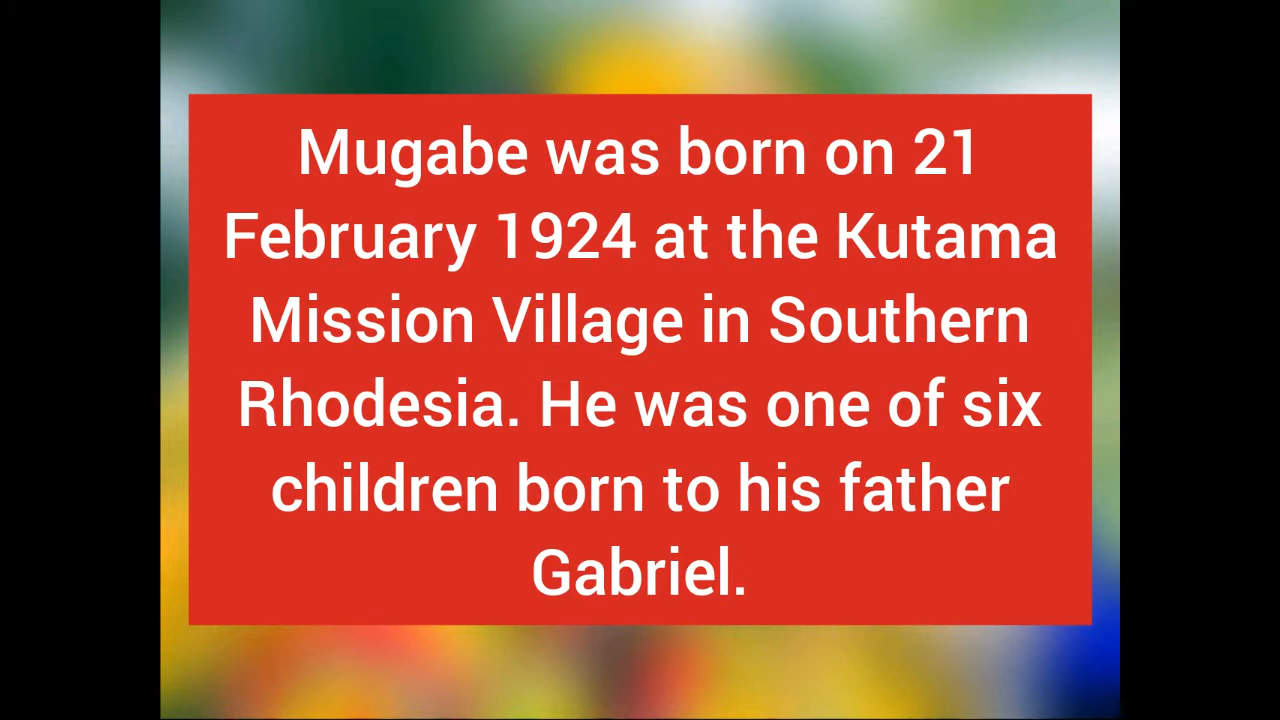 Mugabe was born on 21
February 1924 at the Kutama
Mission Village in Southern
Rhodesia. He was one of six
children born to his father
Gabriel.